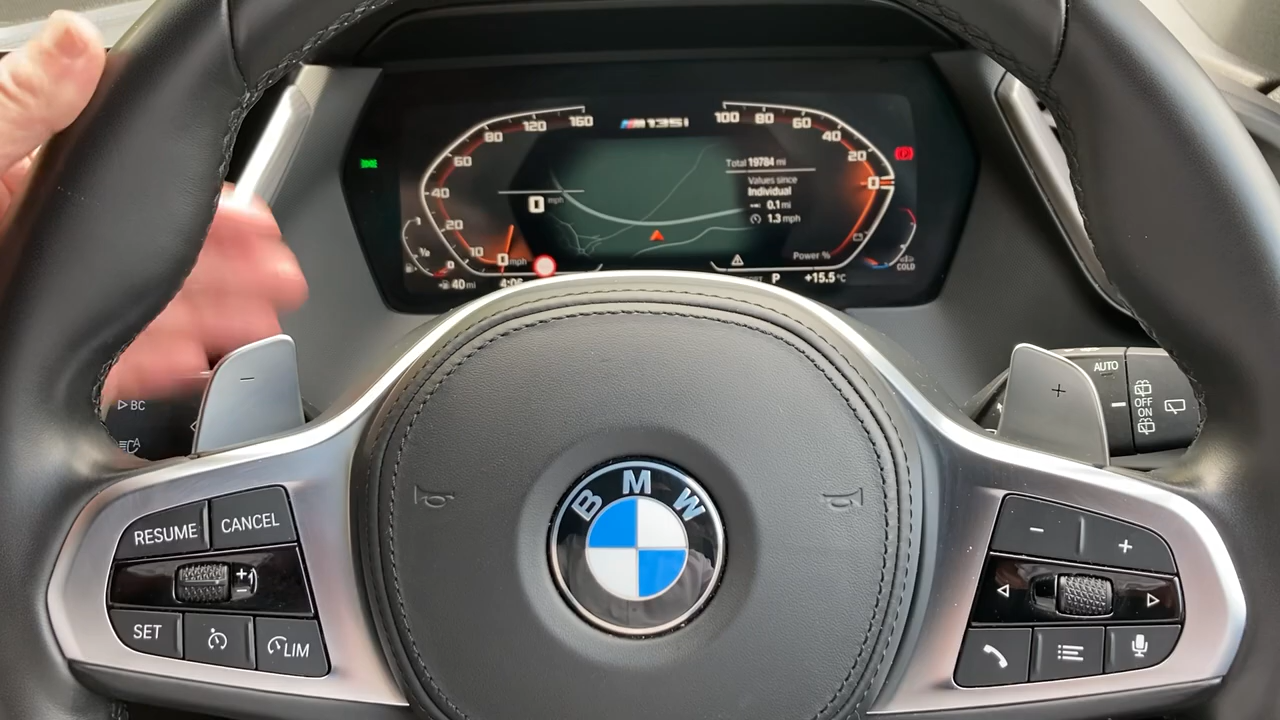 160
120
80
60
40
20
10
0 mph
0 mph
1/2
0
40 mi
M135i
100
80
60
40
20
0
Total 19784 mi
Values since
Individual
0.1 mi
1.3 mph
Power %
COLD
P
+15.5 °C
BC
A
−
+
AUTO
OFF
ON
RESUME
CANCEL
+1
−
SET
LIM
BMW
−
+